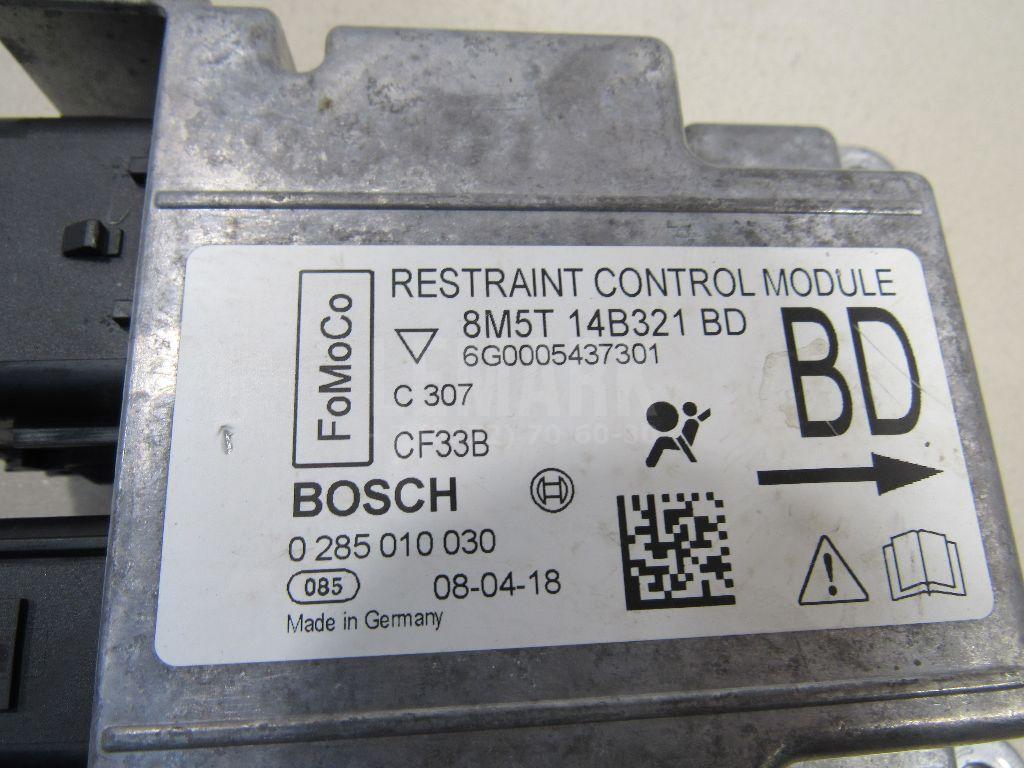 RESTRAINT CONTROL MODULE
FoMoCo
8M5T 14B321 BD
6G0005437301
BD
C 307
CF33B
BOSCH
0 285 010 030
085
08-04-18
Made in Germany